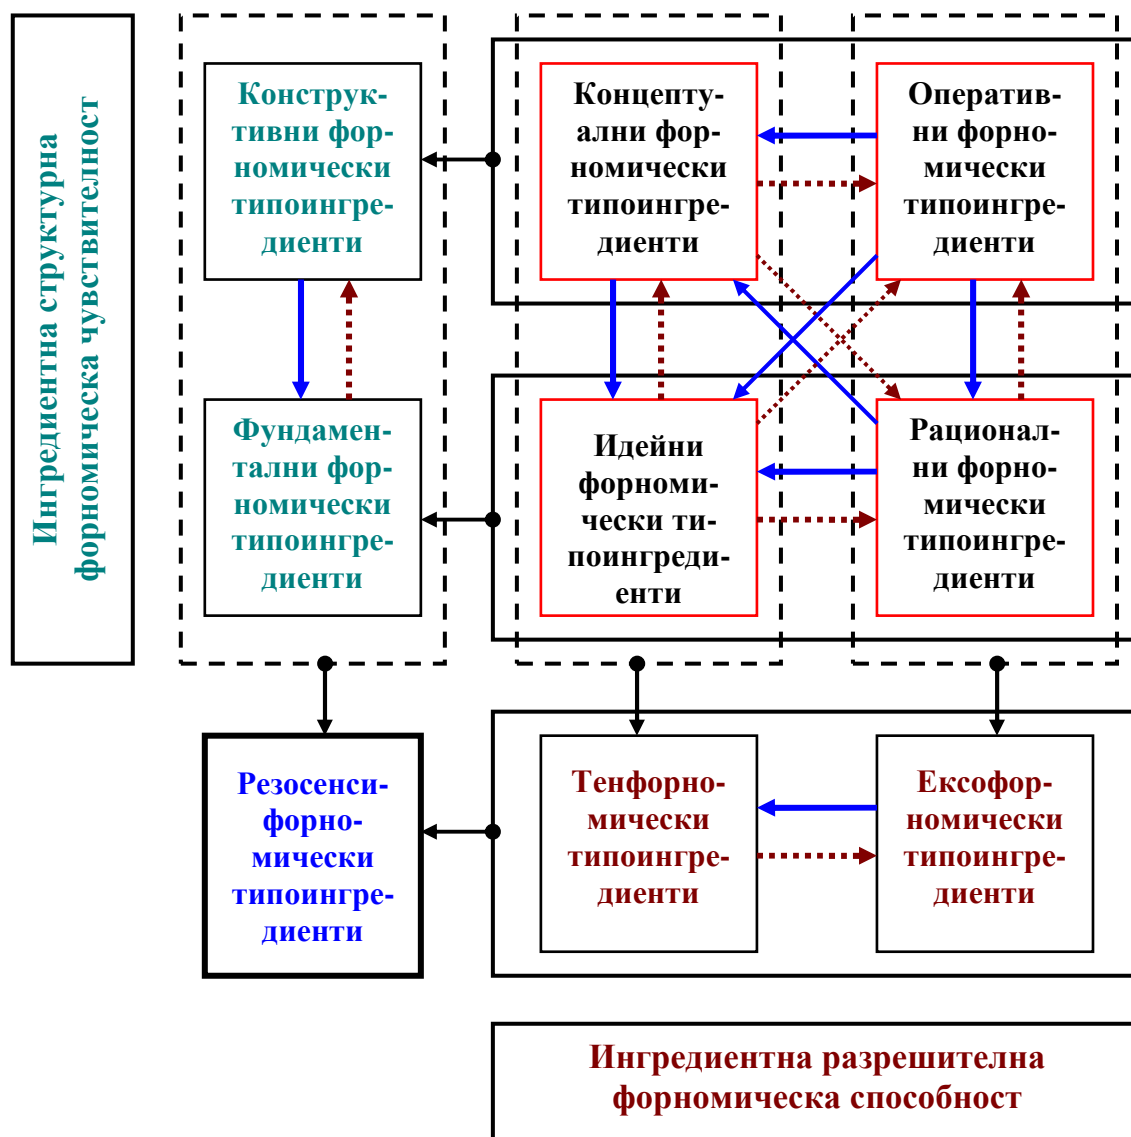 Ингредиентна структурна
форномическа чувствителност
Конструк-
тивни фор-
номически
типоингре-
диенти
Концепту-
ални фор-
номически
типоингре-
диенти
Оператив-
ни форно-
мически
типоингре-
диенти
Фундамен-
тални фор-
номически
типоингре-
диенти
Идейни
форноми-
чески ти-
поингреди-
енти
Рационал-
ни форно-
мически
типоингре-
диенти
Резосенси-
форно-
мически
типоингре-
диенти
Тенфорно-
мически
типоингре-
диенти
Ексофор-
номически
типоингре-
диенти
Ингредиентна разрешителна
форномическа способност